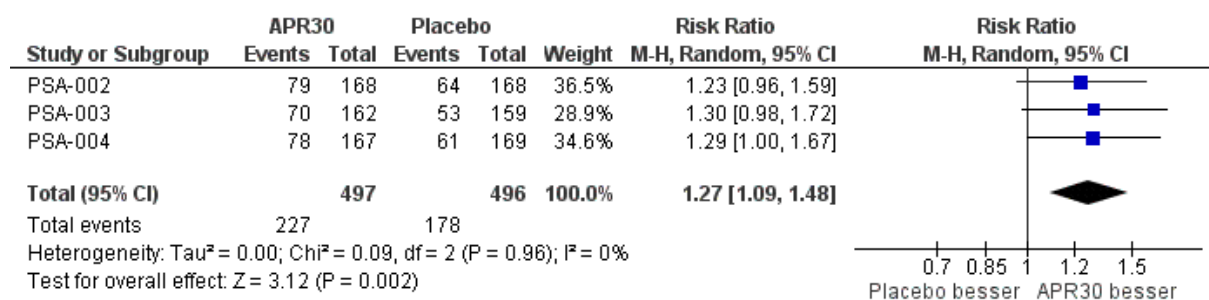 APR30 Placebo Risk Ratio Risk Ratio
Study or Subgroup Events Total Events Total Weight M-H, Random, 95% CI M-H, Random, 95% CI
PSA-002 79 168 64 168 36.5% 1.23 [0.96, 1.59]
PSA-003 70 162 53 159 28.9% 1.30 [0.98, 1.72]
PSA-004 78 167 61 169 34.6% 1.29 [1.00, 1.67]
Total (95% CI) 497 496 100.0% 1.27 [1.09, 1.48]
Total events 227 178
Heterogeneity: Tau² = 0.00; Chi² = 0.09, df = 2 (P = 0.96); I² = 0%
Test for overall effect: Z = 3.12 (P = 0.002)
0.7 0.85 1 1.2 1.5
Placebo besser APR30 besser